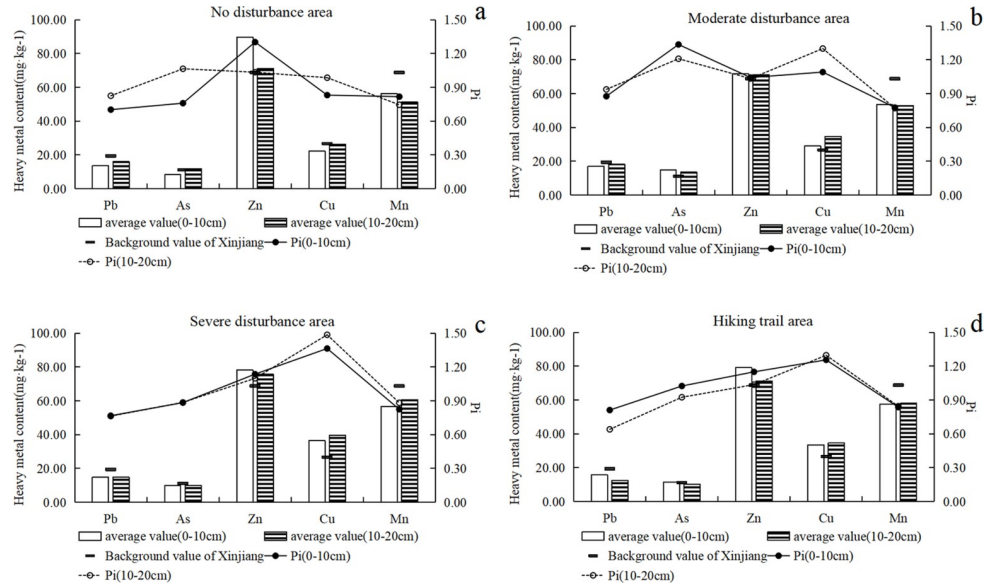 No disturbance area
a
Heavy metal content(mg·kg-1)
100.00
80.00
60.00
40.00
20.00
0.00
1.50
1.20
0.90
0.60
0.30
0.00
Pi
Pb As Zn Cu Mn
average value(0-10cm) average value(10-20cm)
Background value of Xinjiang Pi(0-10cm)
Pi(10-20cm)
Moderate disturbance area
b
Heavy metal content(mg·kg-1)
100.00
80.00
60.00
40.00
20.00
0.00
1.50
1.20
0.90
0.60
0.30
0.00
Pi
Pb As Zn Cu Mn
average value(0-10cm) average value(10-20cm)
Background value of Xinjiang Pi(0-10cm)
Pi(10-20cm)
Severe disturbance area
c
Heavy metal content(mg·kg-1)
100.00
80.00
60.00
40.00
20.00
0.00
1.50
1.20
0.90
0.60
0.30
0.00
Pi
Pb As Zn Cu Mn
average value(0-10cm) average value(10-20cm)
Background value of Xinjiang Pi(0-10cm)
Pi(10-20cm)
Hiking trail area
d
Heavy metal content(mg·kg-1)
100.00
80.00
60.00
40.00
20.00
0.00
1.50
1.20
0.90
0.60
0.30
0.00
Pi
Pb As Zn Cu Mn
average value(0-10cm) average value(10-20cm)
Background value of Xinjiang Pi(0-10cm)
Pi(10-20cm)